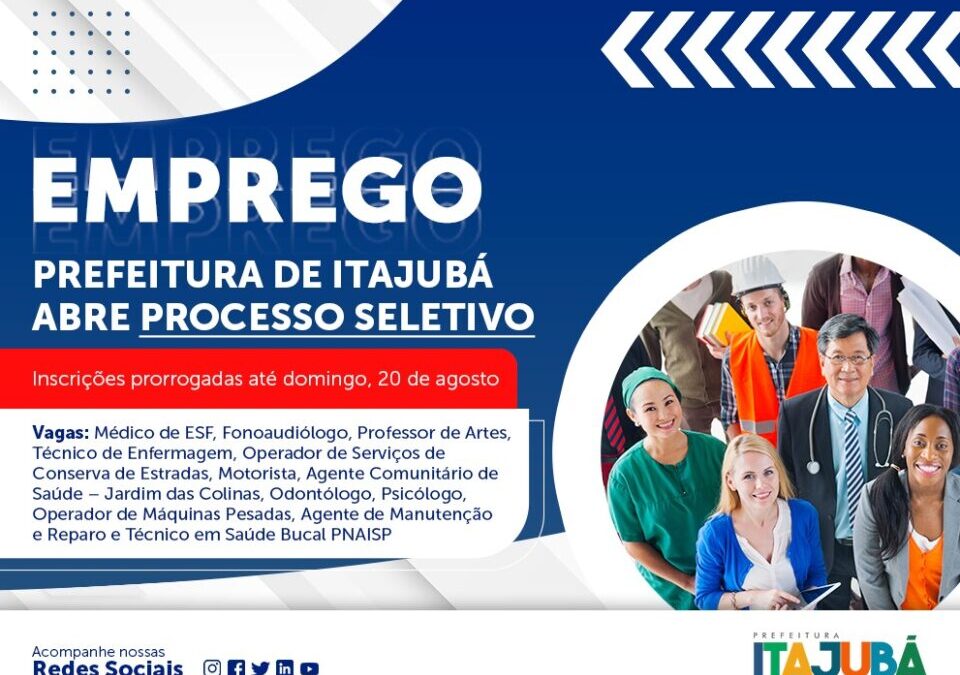 EMPREGO
PREFEITURA DE ITAJUBÁ
ABRE PROCESSO SELETIVO
Inscrições prorrogadas até domingo, 20 de agosto
Vagas: Médico de ESF, Fonoaudiólogo, Professor de Artes,
Técnico de Enfermagem, Operador de Serviços de
Conserva de Estradas, Motorista, Agente Comunitário de
Saúde – Jardim das Colinas, Odontólogo, Psicólogo,
Operador de Máquinas Pesadas, Agente de Manutenção
e Reparo e Técnico em Saúde Bucal PNAISP
Acompanhe nossas
Redes Sociais
PREFEITURA
ITAJUBÁ